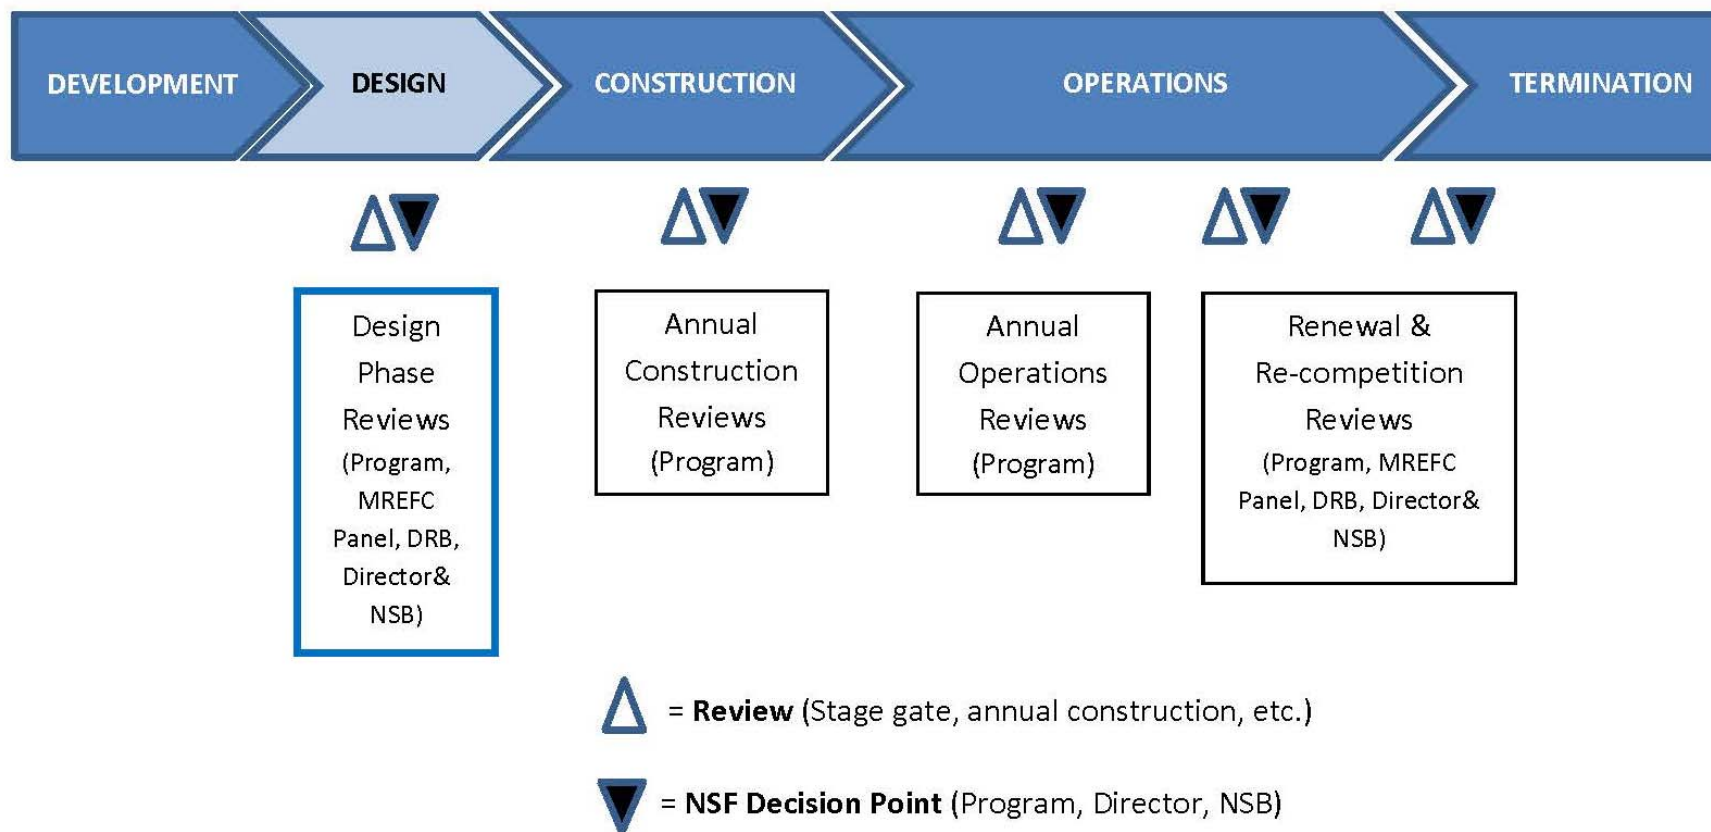 DEVELOPMENT
DESIGN
CONSTRUCTION
OPERATIONS
TERMINATION
Design
Phase
Reviews
(Program,
MREFC
Panel, DRB,
Director&
NSB)
Annual
Construction
Reviews
(Program)
Annual
Operations
Reviews
(Program)
Renewal &
Re-competition
Reviews
(Program, MREFC
Panel, DRB, Director&
NSB)
= Review (Stage gate, annual construction, etc.)
= NSF Decision Point (Program, Director, NSB)